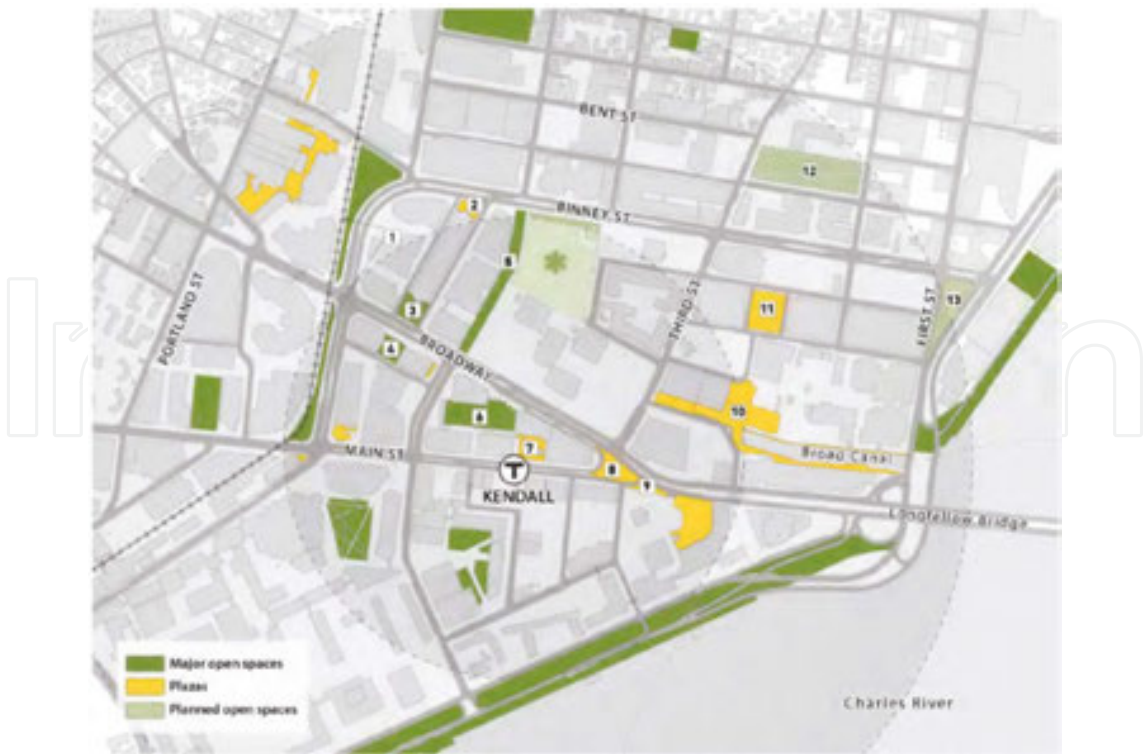 BENT ST
12
2
BINNEY ST
1
5
PORTLAND ST
THIRD ST
11
FIRST ST
13
3
4
BROADWAY
6
10
MAIN ST
7
Broad Canal
T
8
9
KENDALL
Longfellow Bridge
Major open spaces
Plazas
Planned open spaces
Charles River